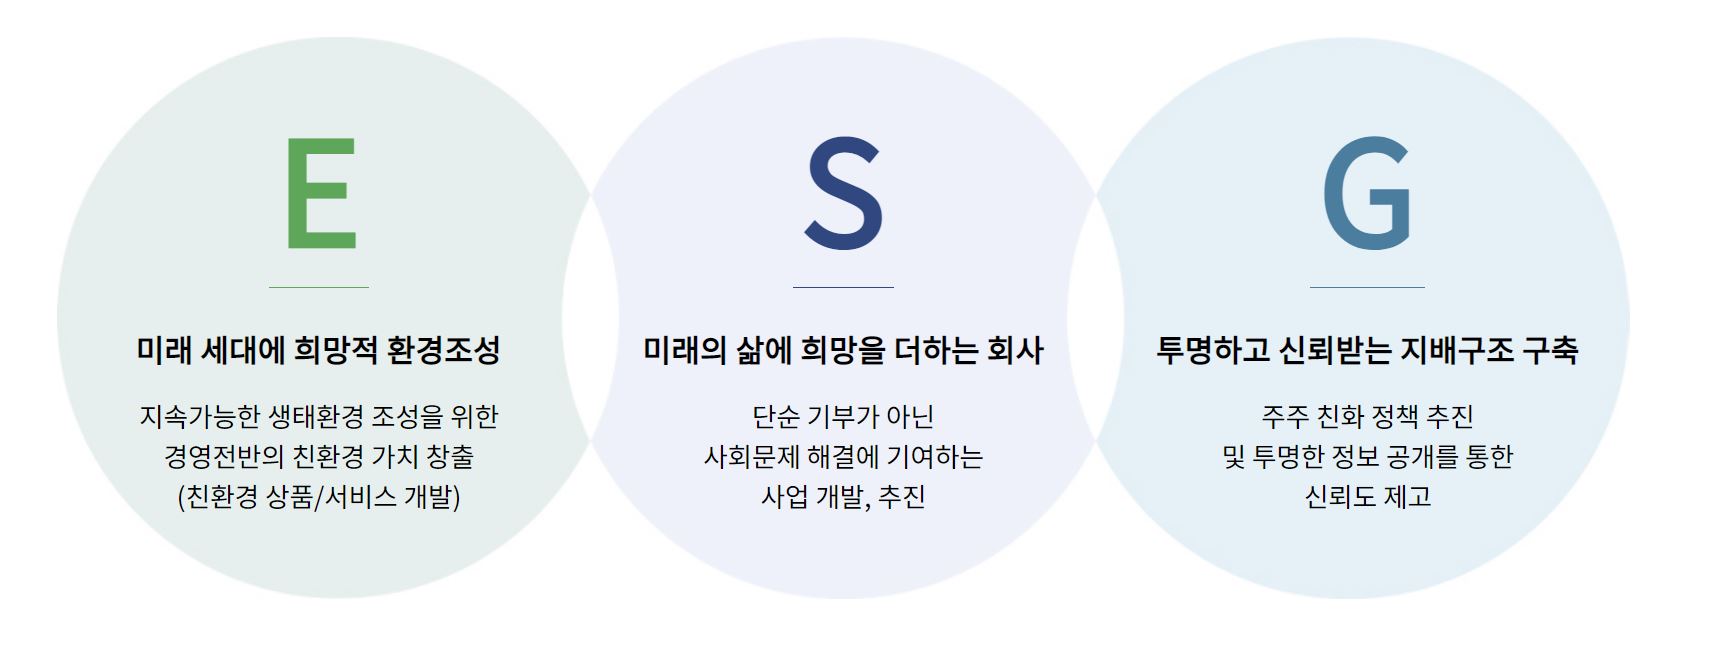 E
미래 세대에 희망적 환경조성
지속가능한 생태환경 조성을 위한
경영전반의 친환경 가치 창출
(친환경 상품/서비스 개발)
S
미래의 삶에 희망을 더하는 회사
단순 기부가 아닌
사회문제 해결에 기여하는
사업 개발, 추진
G
투명하고 신뢰받는 지배구조 구축
주주 친화 정책 추진
및 투명한 정보 공개를 통한
신뢰도 제고